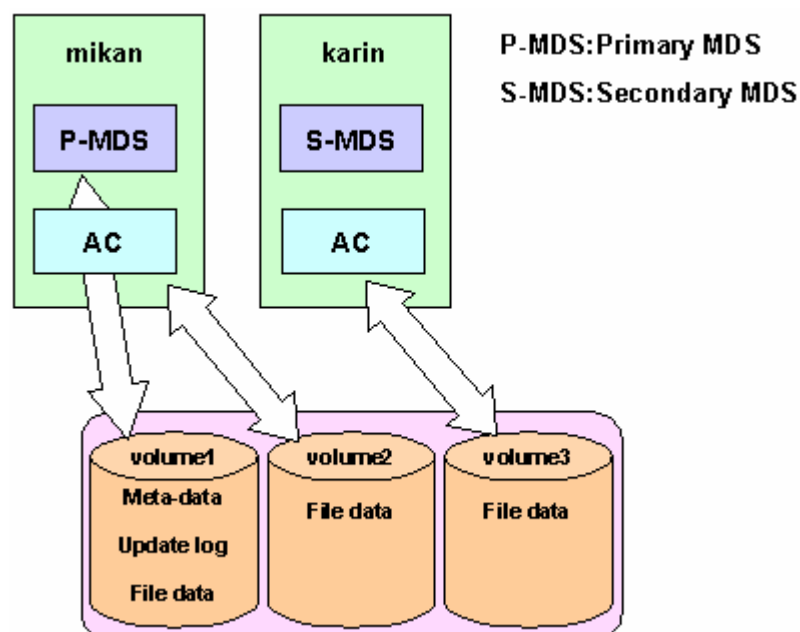 mikan
P-MDS
AC
karin
S-MDS
AC
P-MDS:Primary MDS
S-MDS:Secondary MDS
volume1
Meta-data
Update log
File data
volume2
File data
volume3
File data